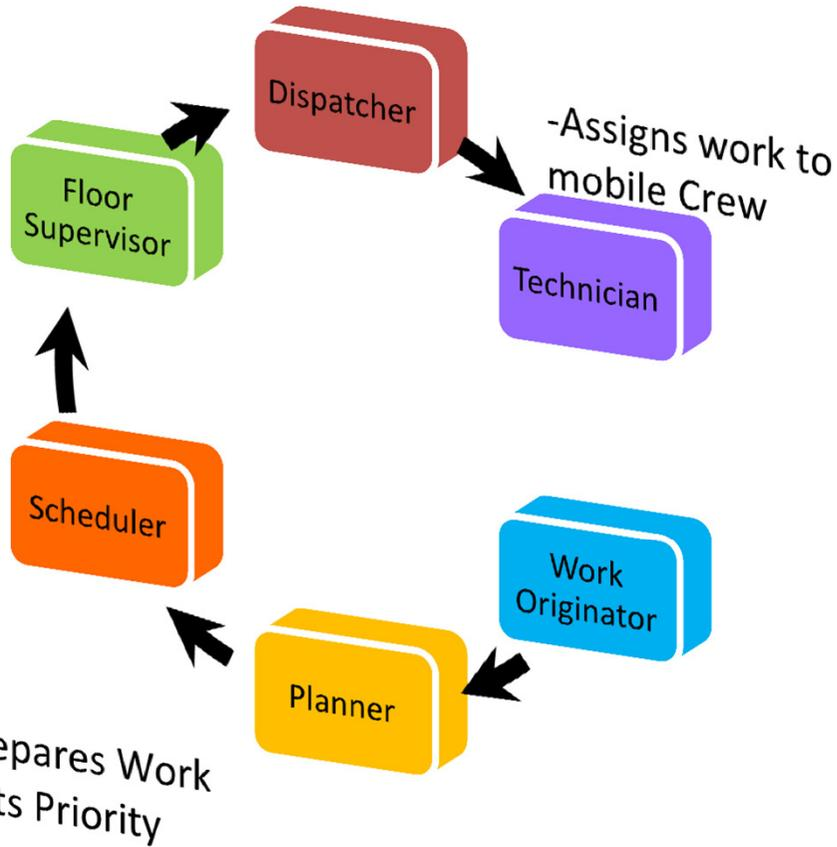 Dispatcher
-Assigns work to
mobile Crew
Floor
Supervisor
Technician
Scheduler
Work
Originator
Planner
epares Work
ts Priority